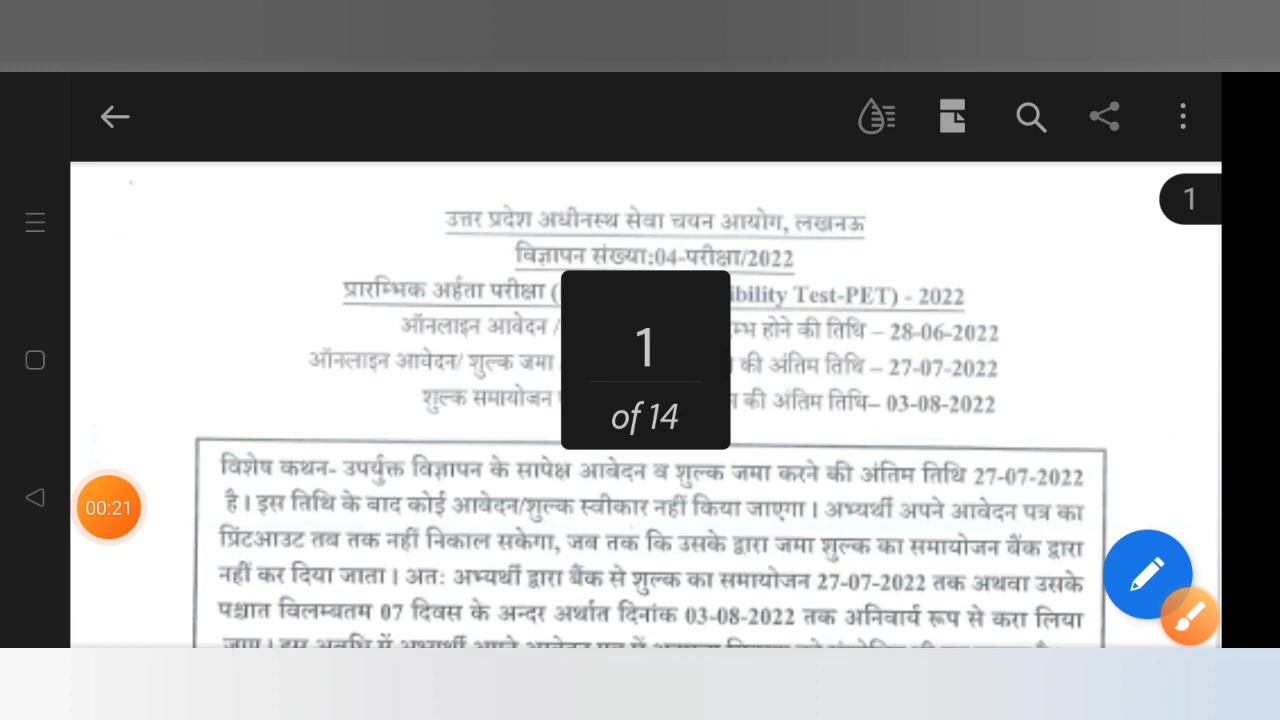 1
उत्तर प्रदेश अधीनस्थ सेवा चयन आयोग, लखनऊ
विज्ञापन संख्या:04-परीक्षा/2022
प्रारम्भिक अर्हता परीक्षा ( ibility Test-PET) - 2022
ऑनलाइन आवेदन / म्भ होने की तिथि – 28-06-2022
ऑनलाइन आवेदन/ शुल्क जमा की अंतिम तिथि – 27-07-2022
शुल्क समायोजन की अंतिम तिथि– 03-08-2022
1
of 14
विशेष कथन- उपर्युक्त विज्ञापन के सापेक्ष आवेदन व शुल्क जमा करने की अंतिम तिथि 27-07-2022
है। इस तिथि के बाद कोई आवेदन/शुल्क स्वीकार नहीं किया जाएगा। अभ्यर्थी अपने आवेदन पत्र का
प्रिंटआउट तब तक नहीं निकाल सकेगा, जब तक कि उसके द्वारा जमा शुल्क का समायोजन बैंक द्वारा
नहीं कर दिया जाता। अतः अभ्यर्थी द्वारा बैंक से शुल्क का समायोजन 27-07-2022 तक अथवा उसके
पश्चात विलम्बतम 07 दिवस के अन्दर अर्थात दिनांक 03-08-2022 तक अनिवार्य रूप से करा लिया
00:21